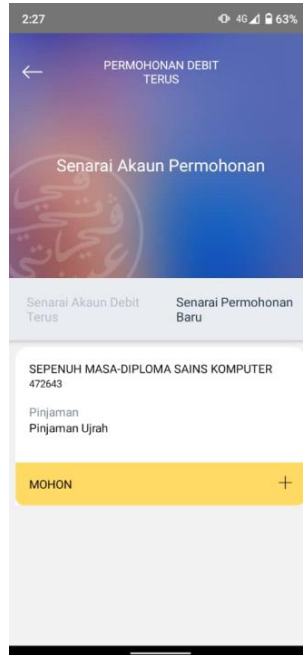 2:27
4G 63%
PERMOHONAN DEBIT
TERUS
Senarai Akaun Permohonan
Senarai Akaun Debit
Terus
Senarai Permohonan
Baru
SEPENUH MASA-DIPLOMA SAINS KOMPUTER
472643
Pinjaman
Pinjaman Ujrah
MOHON